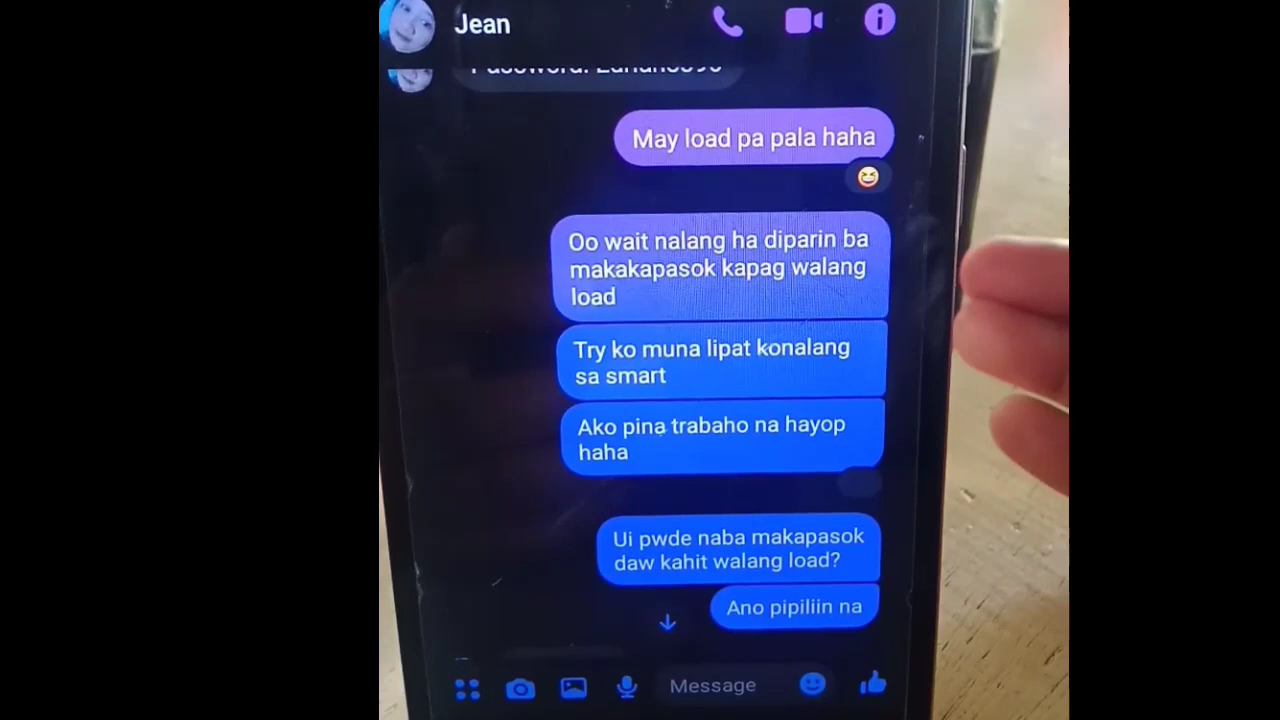 Jean
May load pa pala haha
Oo wait nalang ha diparin ba
makakapasok kapag walang
load
Try ko muna lipat konalang
sa smart
Ako pina trabaho na hayop
haha
Ui pwde naba makapasok
daw kahit walang load?
Ano pipiliin na
Message